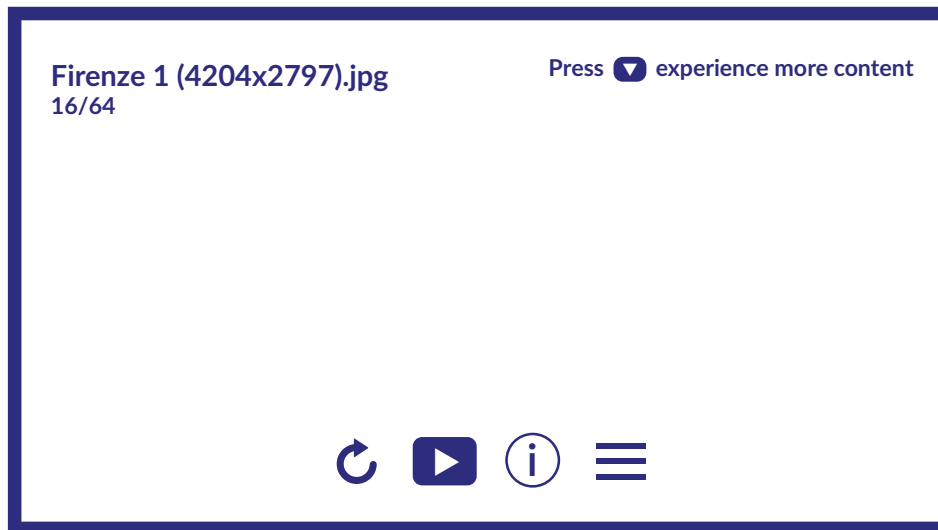 Firenze 1 (4204x2797).jpg
16/64
Press ▼ experience more content